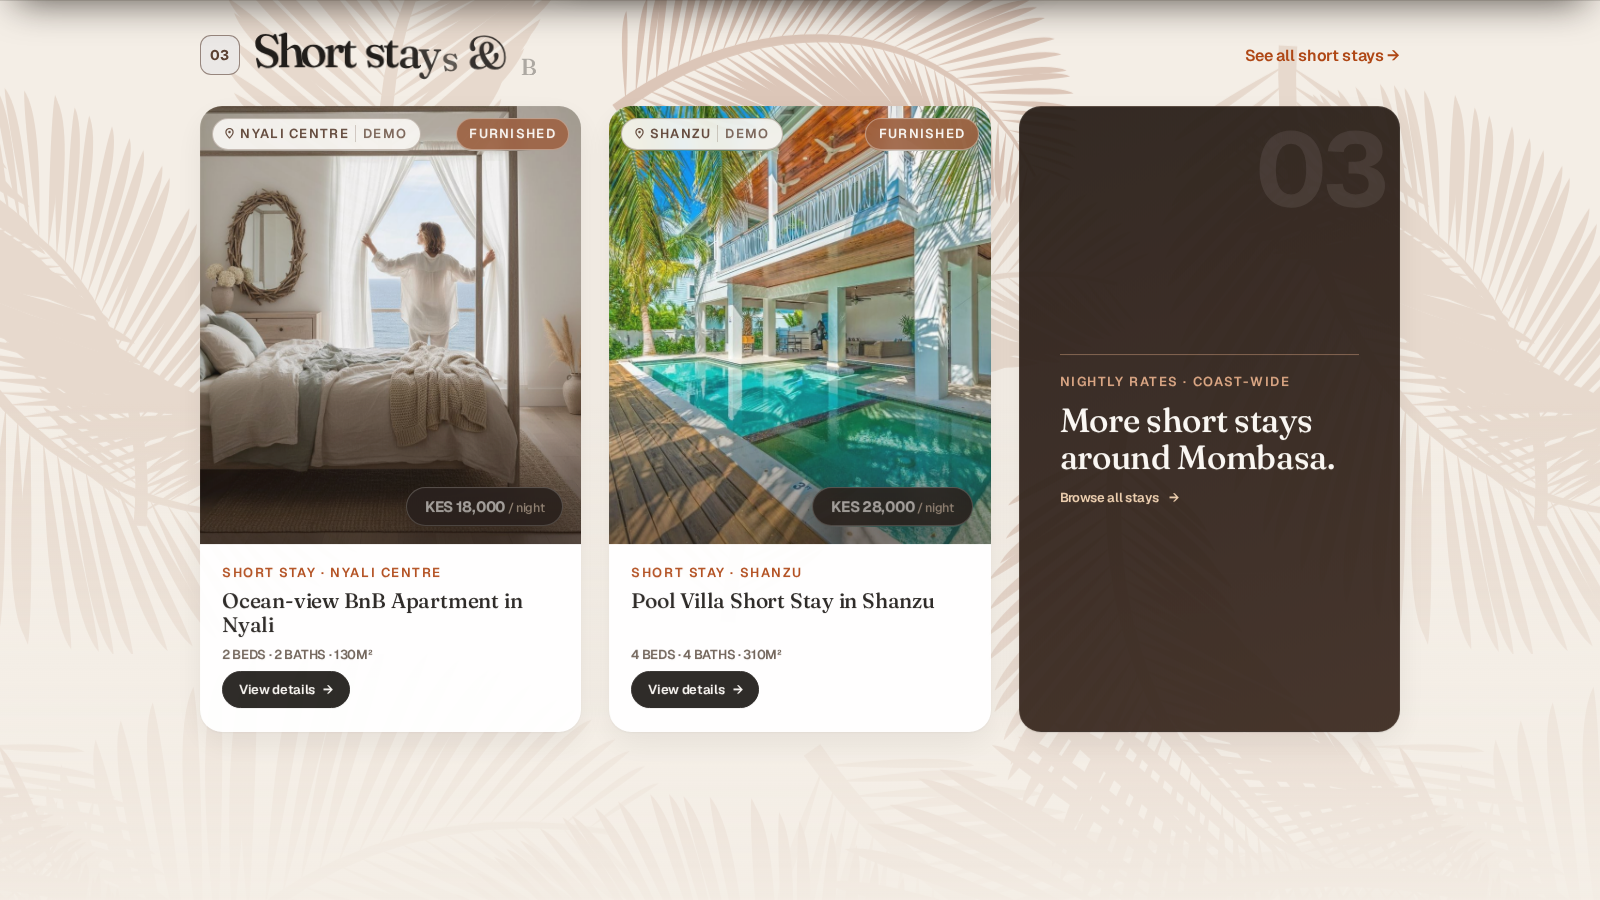 03 Short stays & B
See all short stays →
NYALI CENTRE | DEMO
FURNISHED
KES 18,000 / night
SHORT STAY · NYALI CENTRE
Ocean-view BnB Apartment in
Nyali
2 BEDS · 2 BATHS · 130M²
View details →
SHANZU | DEMO
FURNISHED
KES 28,000 / night
SHORT STAY · SHANZU
Pool Villa Short Stay in Shanzu
4 BEDS · 4 BATHS · 310M²
View details →
03
NIGHTLY RATES · COAST-WIDE
More short stays
around Mombasa.
Browse all stays →